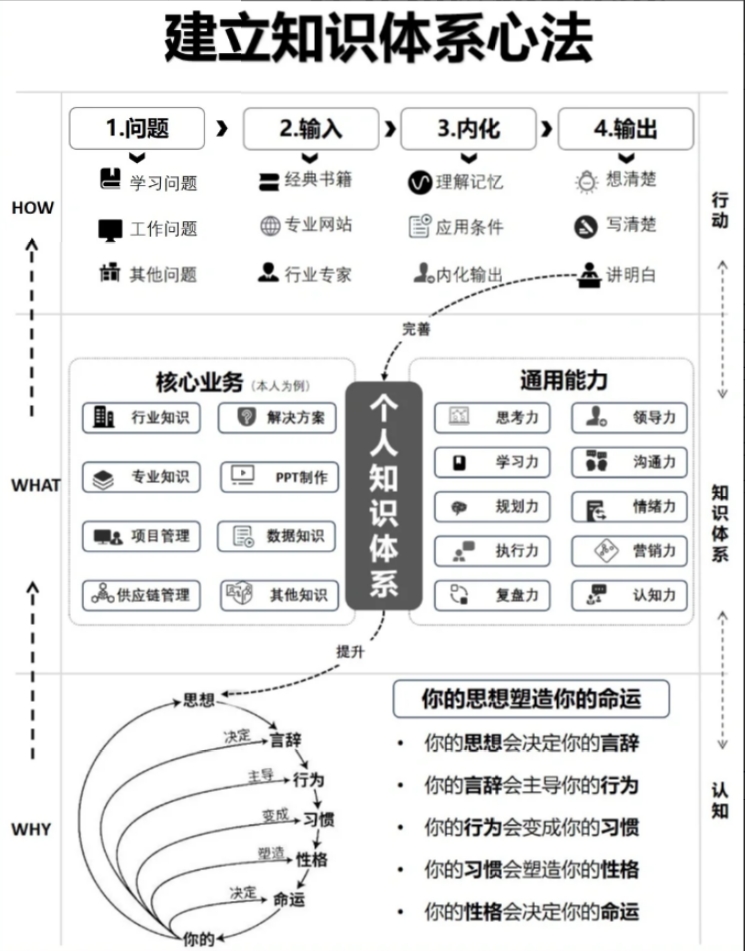 建立知识体系心法
HOW
1.问题
2.输入
3.内化
4.输出
学习问题
经典书籍
理解记忆
想清楚
工作问题
专业网站
应用条件
写清楚
其他问题
行业专家
内化输出
讲明白
行动
完善
WHAT
核心业务(本人为例)
行业知识
解决方案
专业知识
PPT制作
项目管理
数据知识
供应链管理
其他知识
个人知识体系
通用能力
思考力
领导力
学习力
沟通力
规划力
情绪力
执行力
营销力
复盘力
认知力
知识体系
提升
WHY
思想
决定
言辞
主导
行为
变成
习惯
塑造
性格
决定
命运
你的
你的思想塑造你的命运
• 你的思想会决定你的言辞
• 你的言辞会主导你的行为
• 你的行为会变成你的习惯
• 你的习惯会塑造你的性格
• 你的性格会决定你的命运
认知